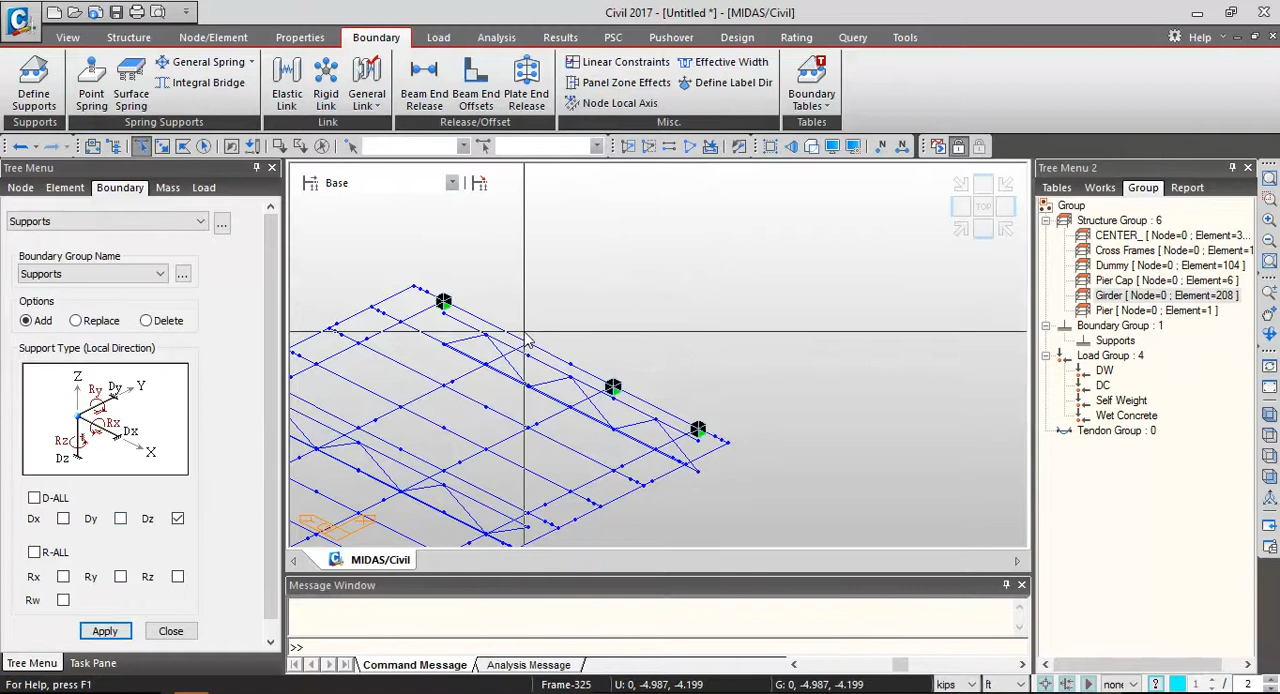 Civil 2017 - [Untitled *] - [MIDAS/Civil]
View Structure Node/Element Properties Boundary Load Analysis Results PSC Pushover Design Rating Query Tools Help
Define Supports
Point Spring
Surface Spring
General Spring
Integral Bridge
Elastic Link
Rigid Link
General Link
Beam End Release
Beam End Offsets
Plate End Release
Linear Constraints
Effective Width
Panel Zone Effects
Define Label Dir
Node Local Axis
Boundary Tables
Supports Spring Supports Link Release/Offset Misc. Tables
Tree Menu
Node Element Boundary Mass Load
Supports
...
Boundary Group Name
Supports
...
Options
Add Replace Delete
Support Type (Local Direction)
Z
Ry Dy Y
Rx
Rz Dx
Dz X
D-ALL
Dx Dy Dz
R-ALL
Rx Ry Rz
Rw
Apply Close
Tree Menu Task Pane
Base
TOP
MIDAS/Civil
Message Window
>>
Command Message Analysis Message
Tree Menu 2
Tables Works Group Report
Group
Structure Group : 6
CENTER_ [ Node=0 ; Element=3...
Cross Frames [ Node=0 ; Element=1
Dummy [ Node=0 ; Element=104 ]
Pier Cap [ Node=0 ; Element=6 ]
Girder [ Node=0 ; Element=208 ]
Pier [ Node=0 ; Element=1 ]
Boundary Group : 1
Supports
Load Group : 4
DW
DC
Self Weight
Wet Concrete
Tendon Group : 0
For Help, press F1
Frame-325
U: 0, -4.987, -4.199
G: 0, -4.987, -4.199
kips
ft
none
?
1
/
2